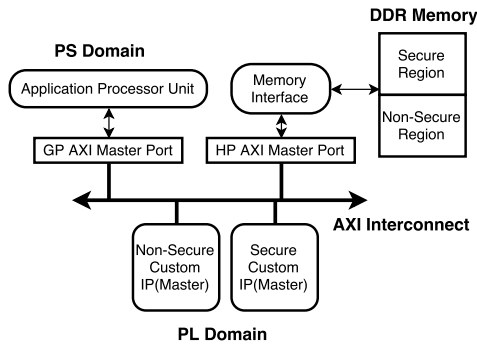 DDR Memory
PS Domain
Application Processor Unit
Memory
Interface
Secure
Region
Non-Secure
Region
GP AXI Master Port
HP AXI Master Port
AXI Interconnect
Non-Secure
Custom
IP(Master)
Secure
Custom
IP(Master)
PL Domain